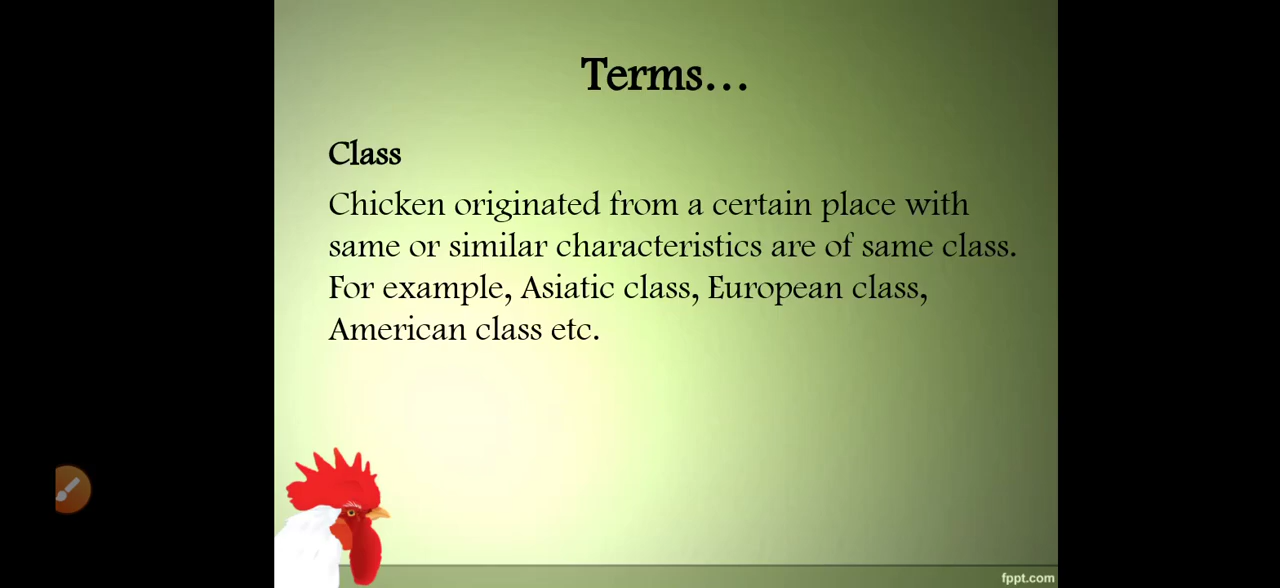 Terms...
Class
Chicken originated from a certain place with
same or similar characteristics are of same class.
For example, Asiatic class, European class,
American class etc.
fppt.com